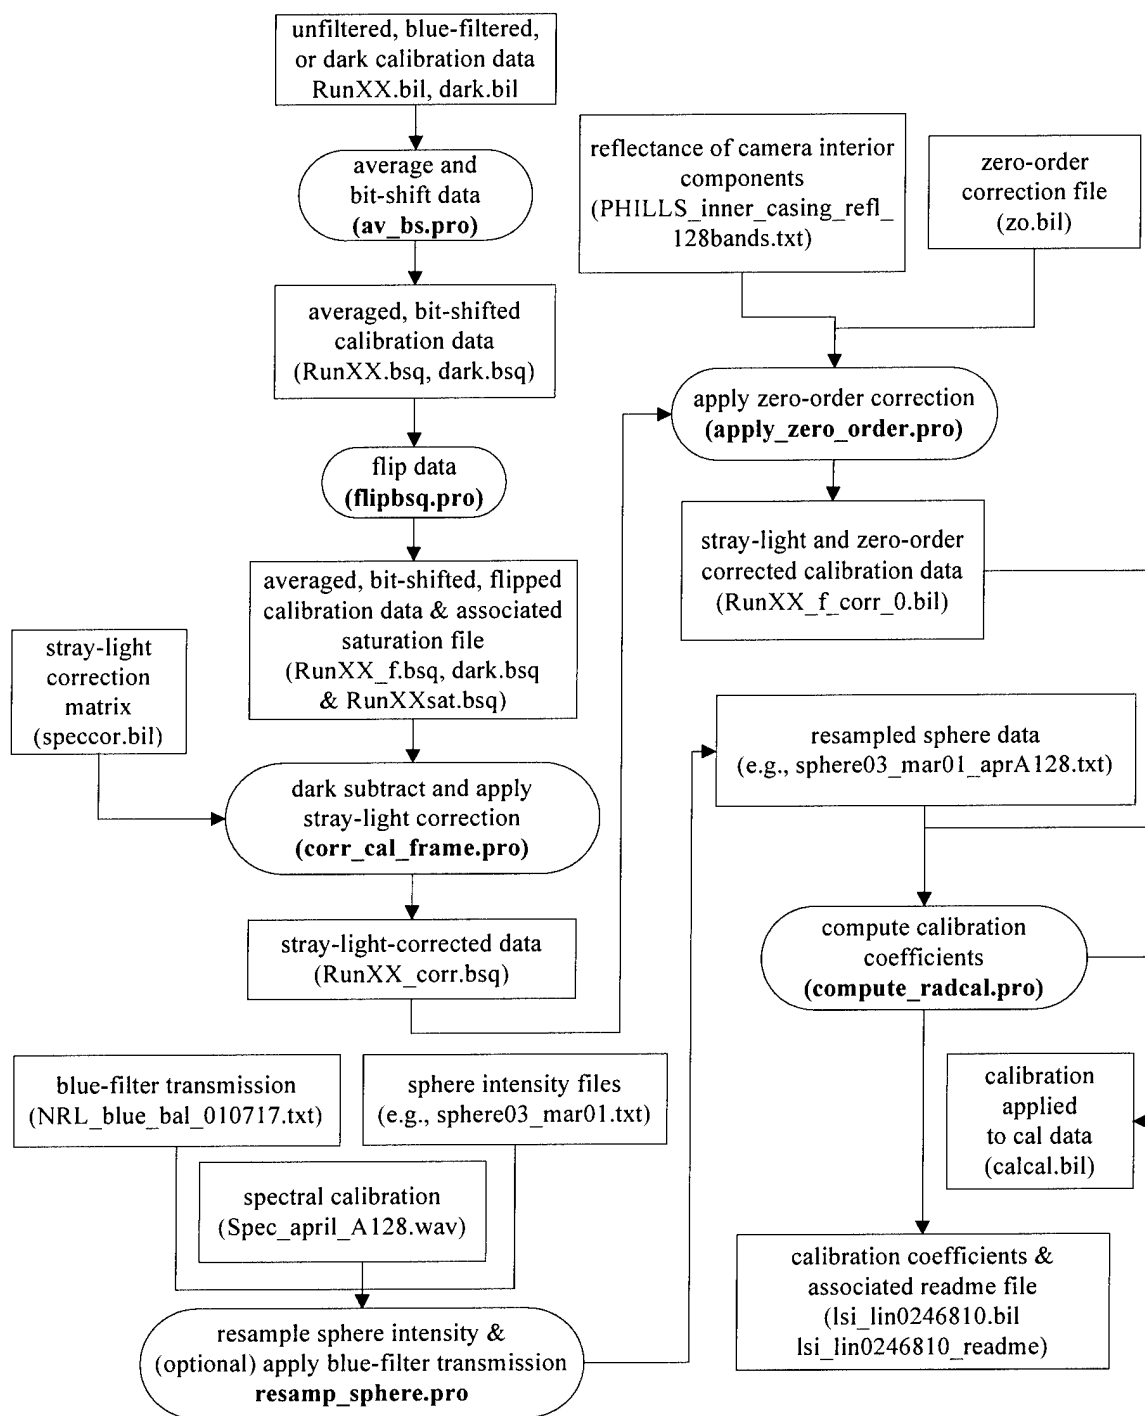 unfiltered, blue-filtered,
or dark calibration data
RunXX.bil, dark.bil
average and
bit-shift data
(av_bs.pro)
averaged, bit-shifted
calibration data
(RunXX.bsq, dark.bsq)
flip data
(flipbsq.pro)
averaged, bit-shifted, flipped
calibration data & associated
saturation file
(RunXX_f.bsq, dark.bsq
& RunXXsat.bsq)
stray-light
correction
matrix
(speccor.bil)
dark subtract and apply
stray-light correction
(corr_cal_frame.pro)
stray-light-corrected data
(RunXX_corr.bsq)
blue-filter transmission
(NRL_blue_bal_010717.txt)
sphere intensity files
(e.g., sphere03_mar01.txt)
spectral calibration
(Spec_april_A128.wav)
resample sphere intensity &
(optional) apply blue-filter transmission
resamp_sphere.pro
reflectance of camera interior
components
(PHILLS_inner_casing_refl_
128bands.txt)
zero-order
correction file
(zo.bil)
apply zero-order correction
(apply_zero_order.pro)
stray-light and zero-order
corrected calibration data
(RunXX_f_corr_0.bil)
resampled sphere data
(e.g., sphere03_mar01_aprA128.txt)
compute calibration
coefficients
(compute_radcal.pro)
calibration
applied
to cal data
(calcal.bil)
calibration coefficients &
associated readme file
(lsi_lin0246810.bil
lsi_lin0246810_readme)